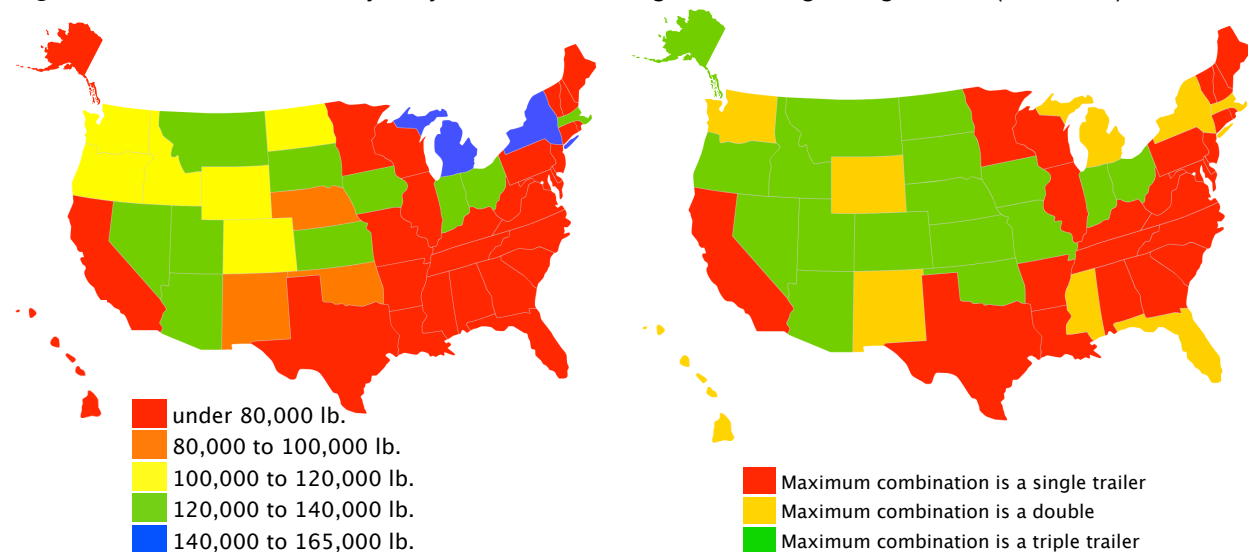 under 80,000 lb.
80,000 to 100,000 lb.
100,000 to 120,000 lb.
120,000 to 140,000 lb.
140,000 to 165,000 lb.
Maximum combination is a single trailer
Maximum combination is a double
Maximum combination is a triple trailer